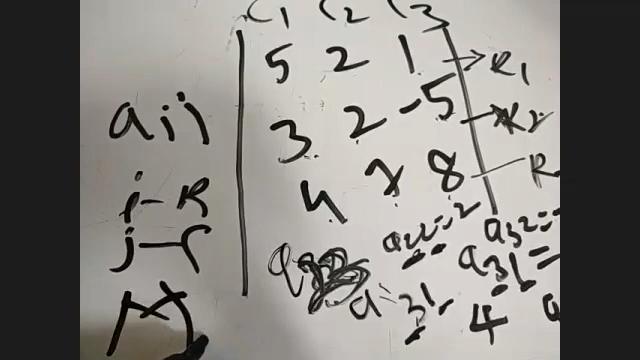 C1 C2 C3
5 2 1 → R1
aij 3 2 -5 R2
4 7 8 R
i - R
j - C
a22 = 2 a32 =
a31 =
a 31 - 4